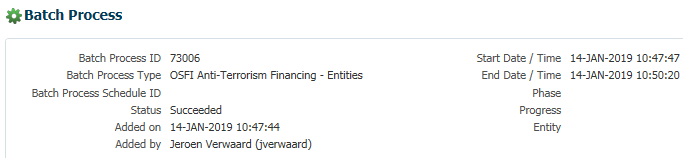 Batch Process
Batch Process ID 73006
Start Date / Time 14-JAN-2019 10:47:47
Batch Process Type OSFI Anti-Terrorism Financing - Entities
End Date / Time 14-JAN-2019 10:50:20
Batch Process Schedule ID
Phase
Status Succeeded
Progress
Added on 14-JAN-2019 10:47:44
Entity
Added by Jeroen Verwaard (jverwaard)